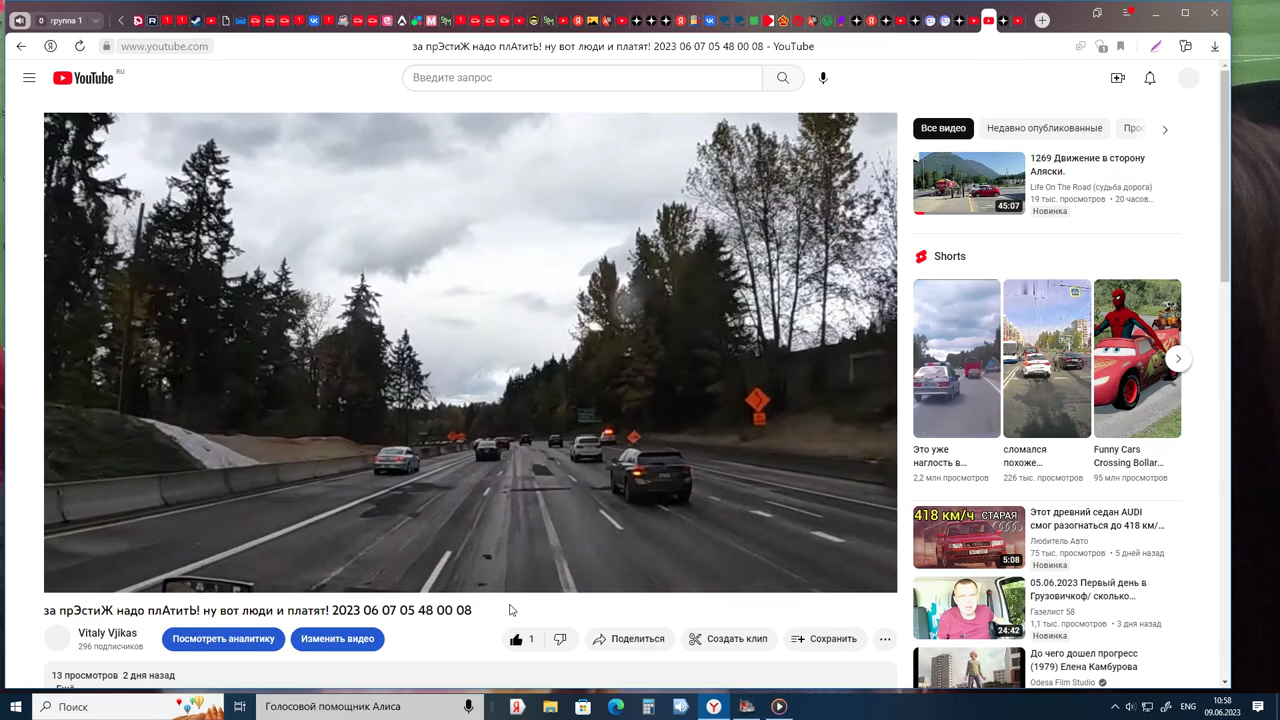 группа 1
www.youtube.com
за прЭстиЖ надо плАтитЬ! ну вот люди и платят! 2023 06 07 05 48 00 08 - YouTube
YouTube RU
Введите запрос
за прЭстиЖ надо плАтитЬ! ну вот люди и платят! 2023 06 07 05 48 00 08
Vitaly Vjikas
296 подписчиков
Посмотреть аналитику
Изменить видео
1
Поделиться
Создать клип
Сохранить
13 просмотров 2 дня назад
Все видео
Недавно опубликованные
1269 Движение в сторону
Аляски.
Life On The Road (судьба дорога)
19 тыс. просмотров • 20 часов…
Новинка
45:07
Shorts
Это уже
наглость в…
2,2 млн просмотров
сломался
похоже…
226 тыс. просмотров
Funny Cars
Crossing Bollar…
95 млн просмотров
418 КМ/Ч СТАРАЯ
5:08
Этот древний седан AUDI
смог разогнаться до 418 км/…
Любитель Авто
75 тыс. просмотров • 5 дней назад
Новинка
24:42
05.06.2023 Первый день в
Грузовичкоф/ сколько…
Газелист 58
1,1 тыс. просмотров • 3 дня назад
Новинка
До чего дошел прогресс
(1979) Елена Камбурова
Odesa Film Studio
Поиск
Голосовой помощник Алиса
10:58
09.06.2023